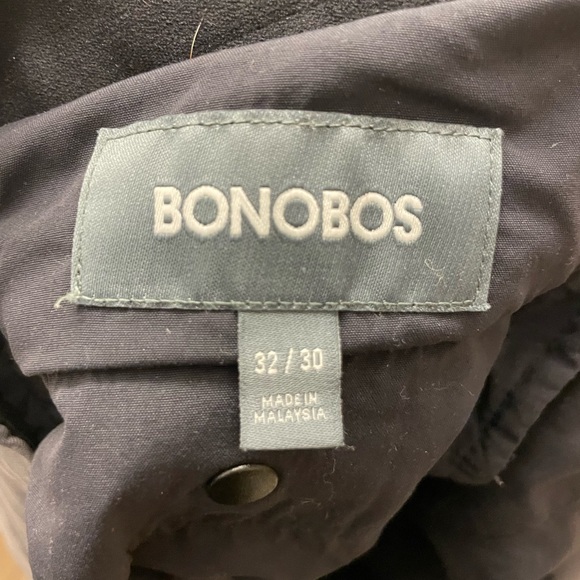 BONOBOS
32 / 30
MADE IN
MALAYSIA